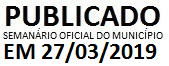 PUBLICADO
SEMANÁRIO OFICIAL DO MUNICÍPIO
EM 27/03/2019